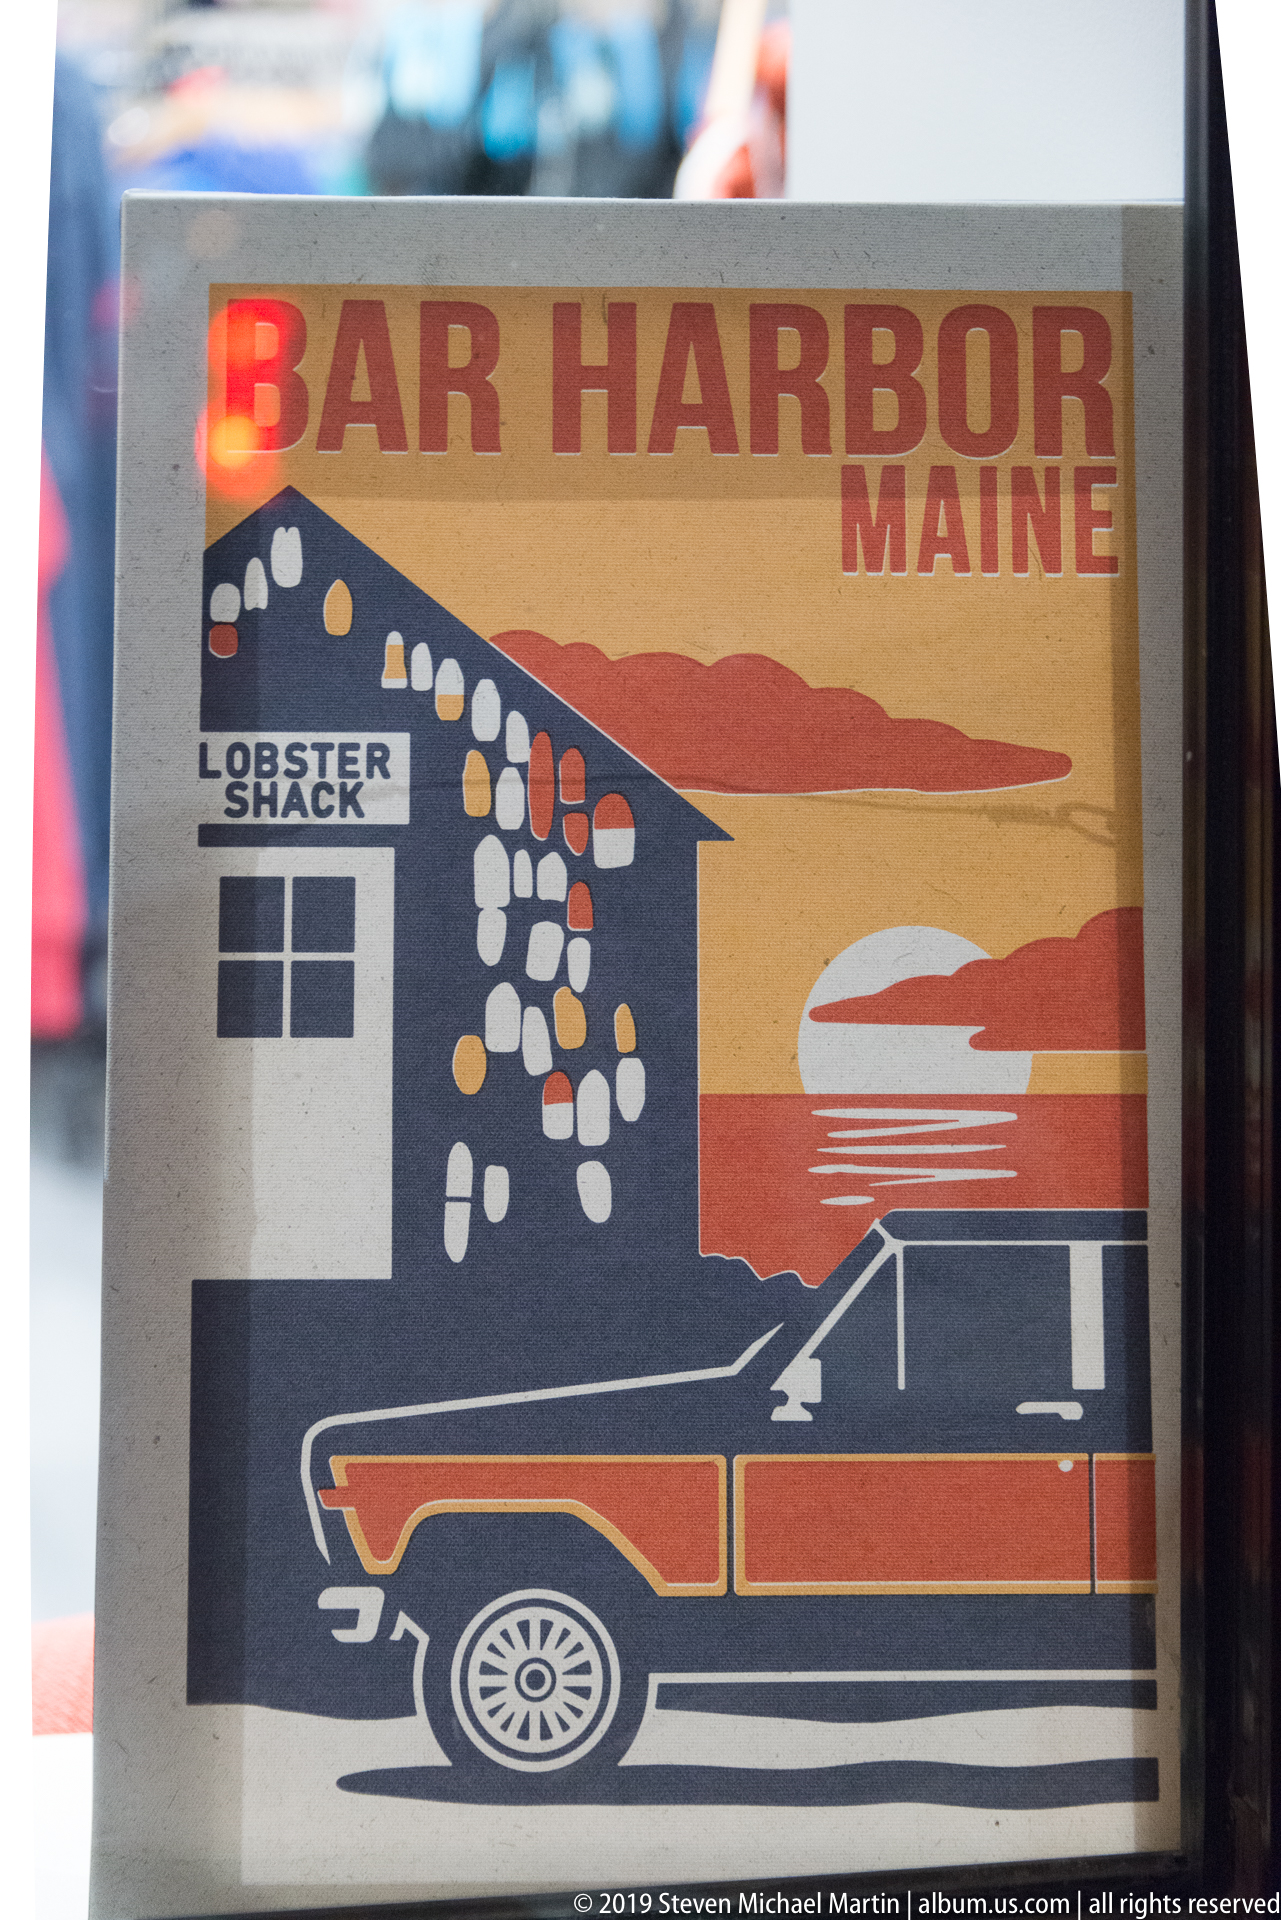 BAR HARBOR
MAINE
LOBSTER
SHACK
© 2019 Steven Michael Martin | album.us.com | all rights reserved